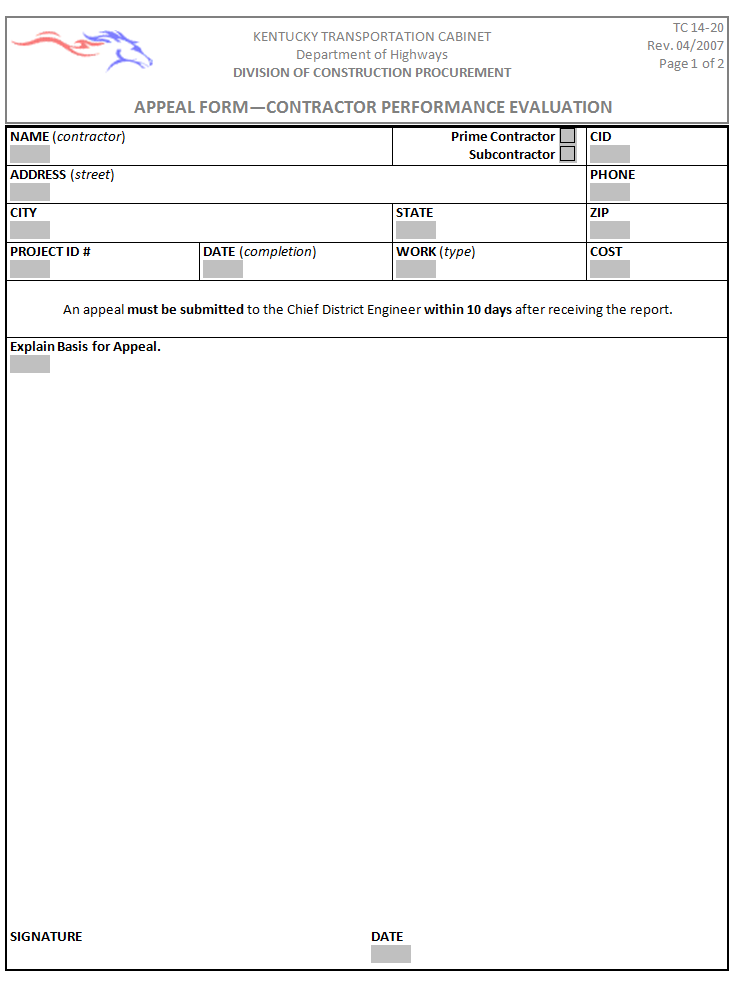 KENTUCKY TRANSPORTATION CABINET
Department of Highways
DIVISION OF CONSTRUCTION PROCUREMENT
TC 14-20
Rev. 04/2007
Page 1 of 2
APPEAL FORM—CONTRACTOR PERFORMANCE EVALUATION
NAME (contractor)
Prime Contractor
Subcontractor
CID
ADDRESS (street)
PHONE
CITY
STATE
ZIP
PROJECT ID #
DATE (completion)
WORK (type)
COST
An appeal must be submitted to the Chief District Engineer within 10 days after receiving the report.
Explain Basis for Appeal.
SIGNATURE
DATE